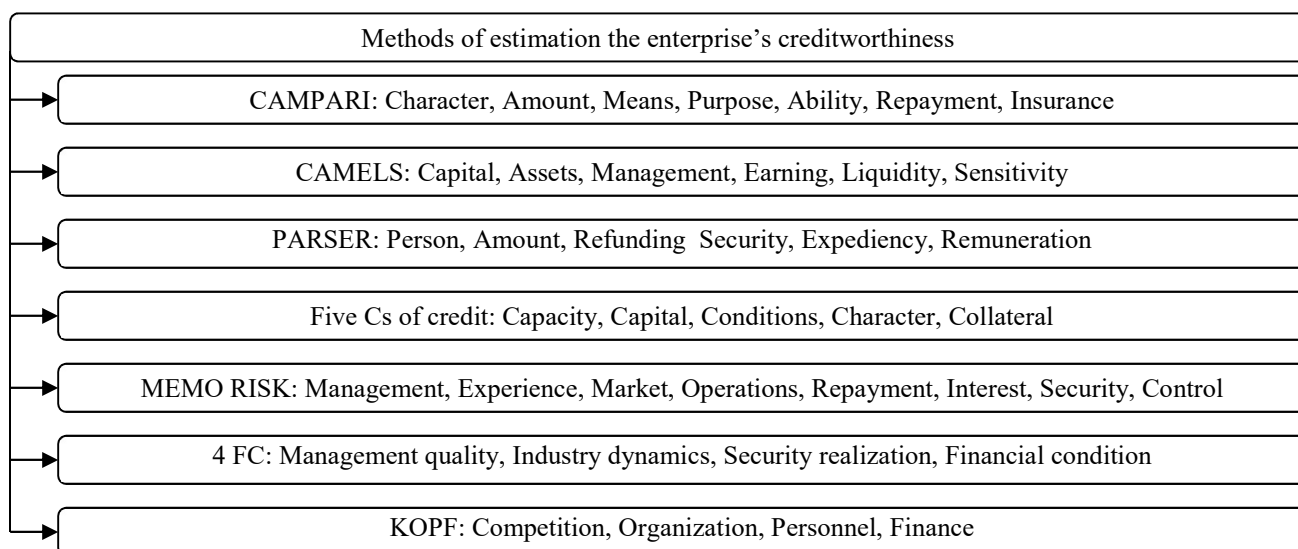 Methods of estimation the enterprise’s creditworthiness
CAMPARI: Character, Amount, Means, Purpose, Ability, Repayment, Insurance
CAMELS: Capital, Assets, Management, Earning, Liquidity, Sensitivity
PARSER: Person, Amount, Refunding  Security, Expediency, Remuneration
Five Cs of credit: Capacity, Capital, Conditions, Character, Collateral
MEMO RISK: Management, Experience, Market, Operations, Repayment, Interest, Security, Control
4 FC: Management quality, Industry dynamics, Security realization, Financial condition
KOPF: Competition, Organization, Personnel, Finance